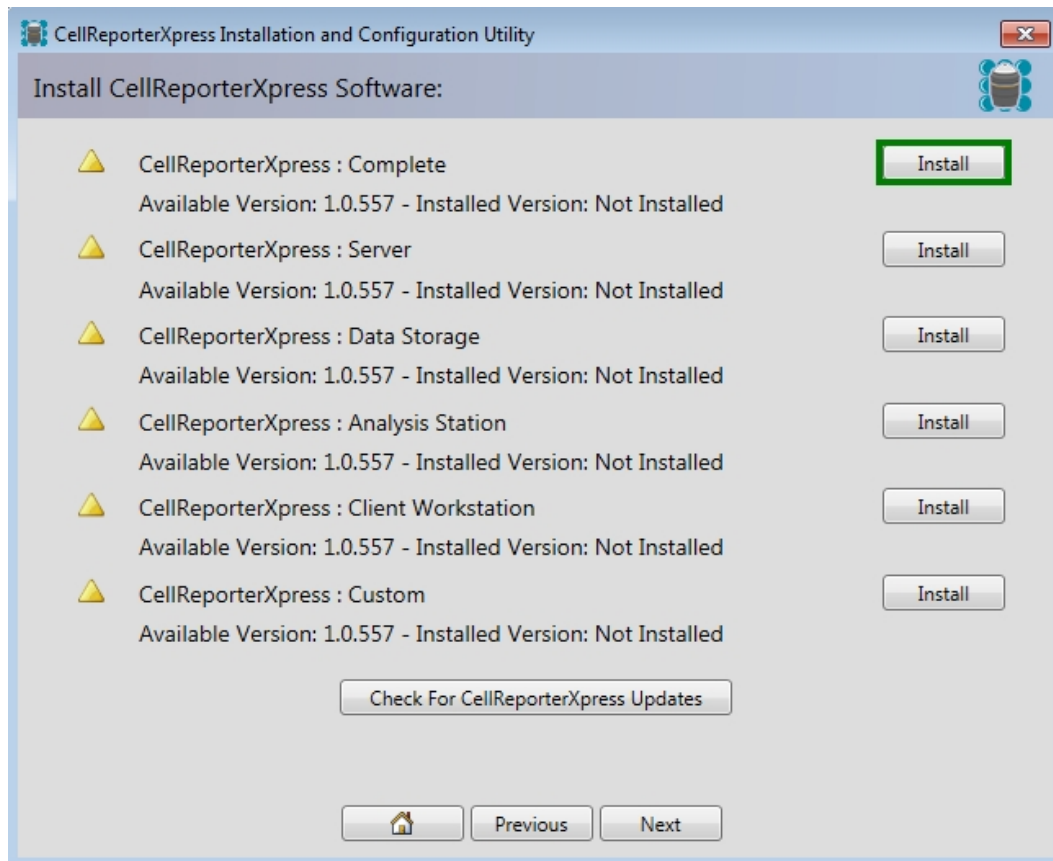 CellReporterXpress Installation and Configuration Utility
Install CellReporterXpress Software:
CellReporterXpress : Complete
Install
Available Version: 1.0.557 - Installed Version: Not Installed
CellReporterXpress : Server
Install
Available Version: 1.0.557 - Installed Version: Not Installed
CellReporterXpress : Data Storage
Install
Available Version: 1.0.557 - Installed Version: Not Installed
CellReporterXpress : Analysis Station
Install
Available Version: 1.0.557 - Installed Version: Not Installed
CellReporterXpress : Client Workstation
Install
Available Version: 1.0.557 - Installed Version: Not Installed
CellReporterXpress : Custom
Install
Available Version: 1.0.557 - Installed Version: Not Installed
Check For CellReporterXpress Updates
Previous
Next